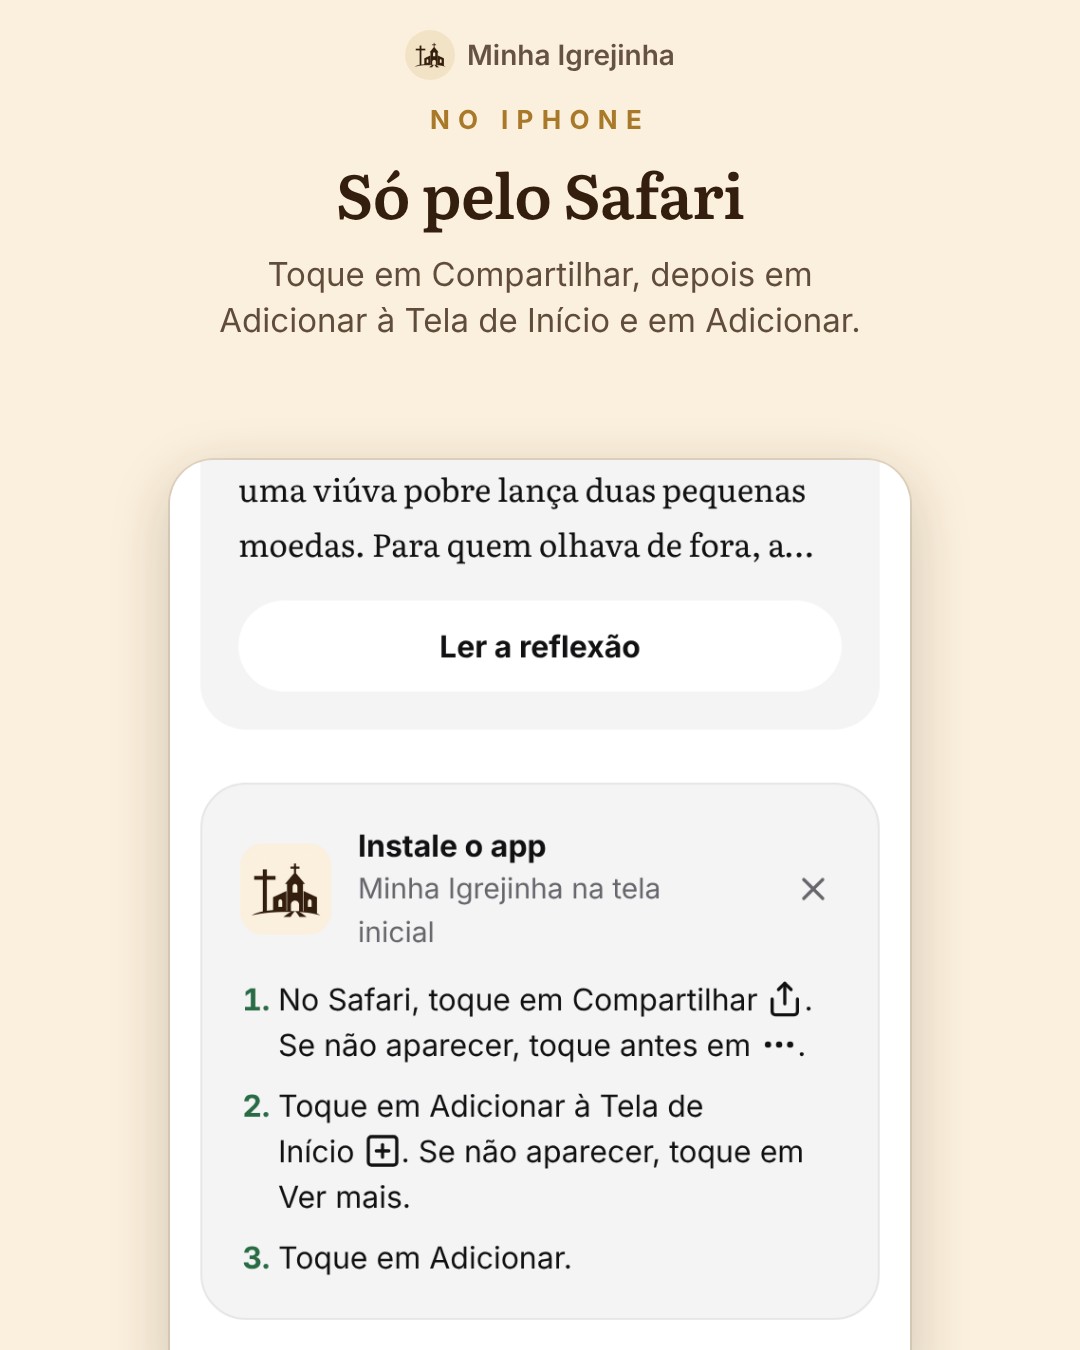 Minha Igrejinha
NO IPHONE
Só pelo Safari
Toque em Compartilhar, depois em
Adicionar à Tela de Início e em Adicionar.
uma viúva pobre lança duas pequenas
moedas. Para quem olhava de fora, a...
Ler a reflexão
Instale o app
Minha Igrejinha na tela
inicial
1. No Safari, toque em Compartilhar .
Se não aparecer, toque antes em •••.
2. Toque em Adicionar à Tela de
Início . Se não aparecer, toque em
Ver mais.
3. Toque em Adicionar.